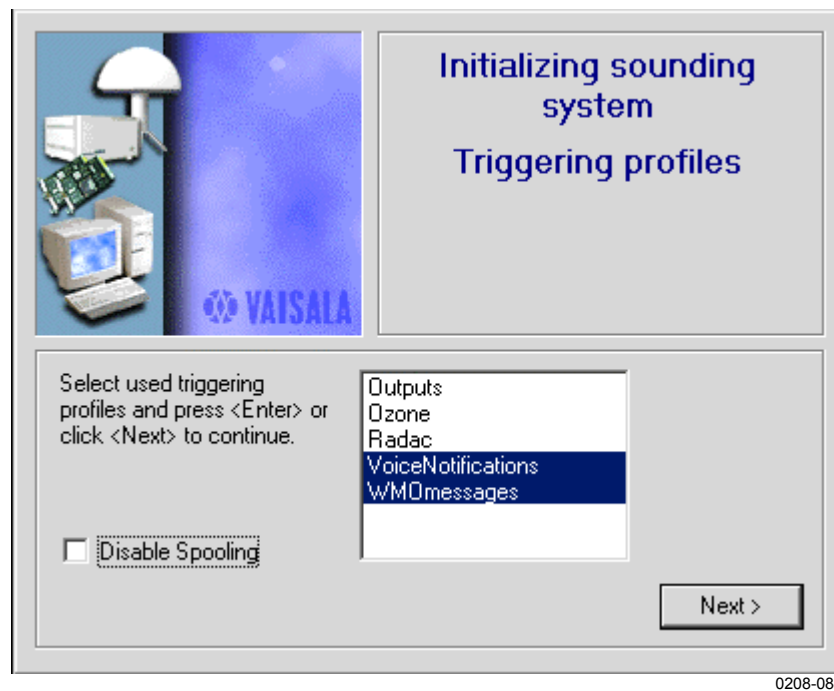 Initializing sounding
system
Triggering profiles
VAISALA
Select used triggering
profiles and press <Enter> or
click <Next> to continue.
Outputs
Ozone
Radac
VoiceNotifications
WMOmessages
Disable Spooling
Next >
0208-08